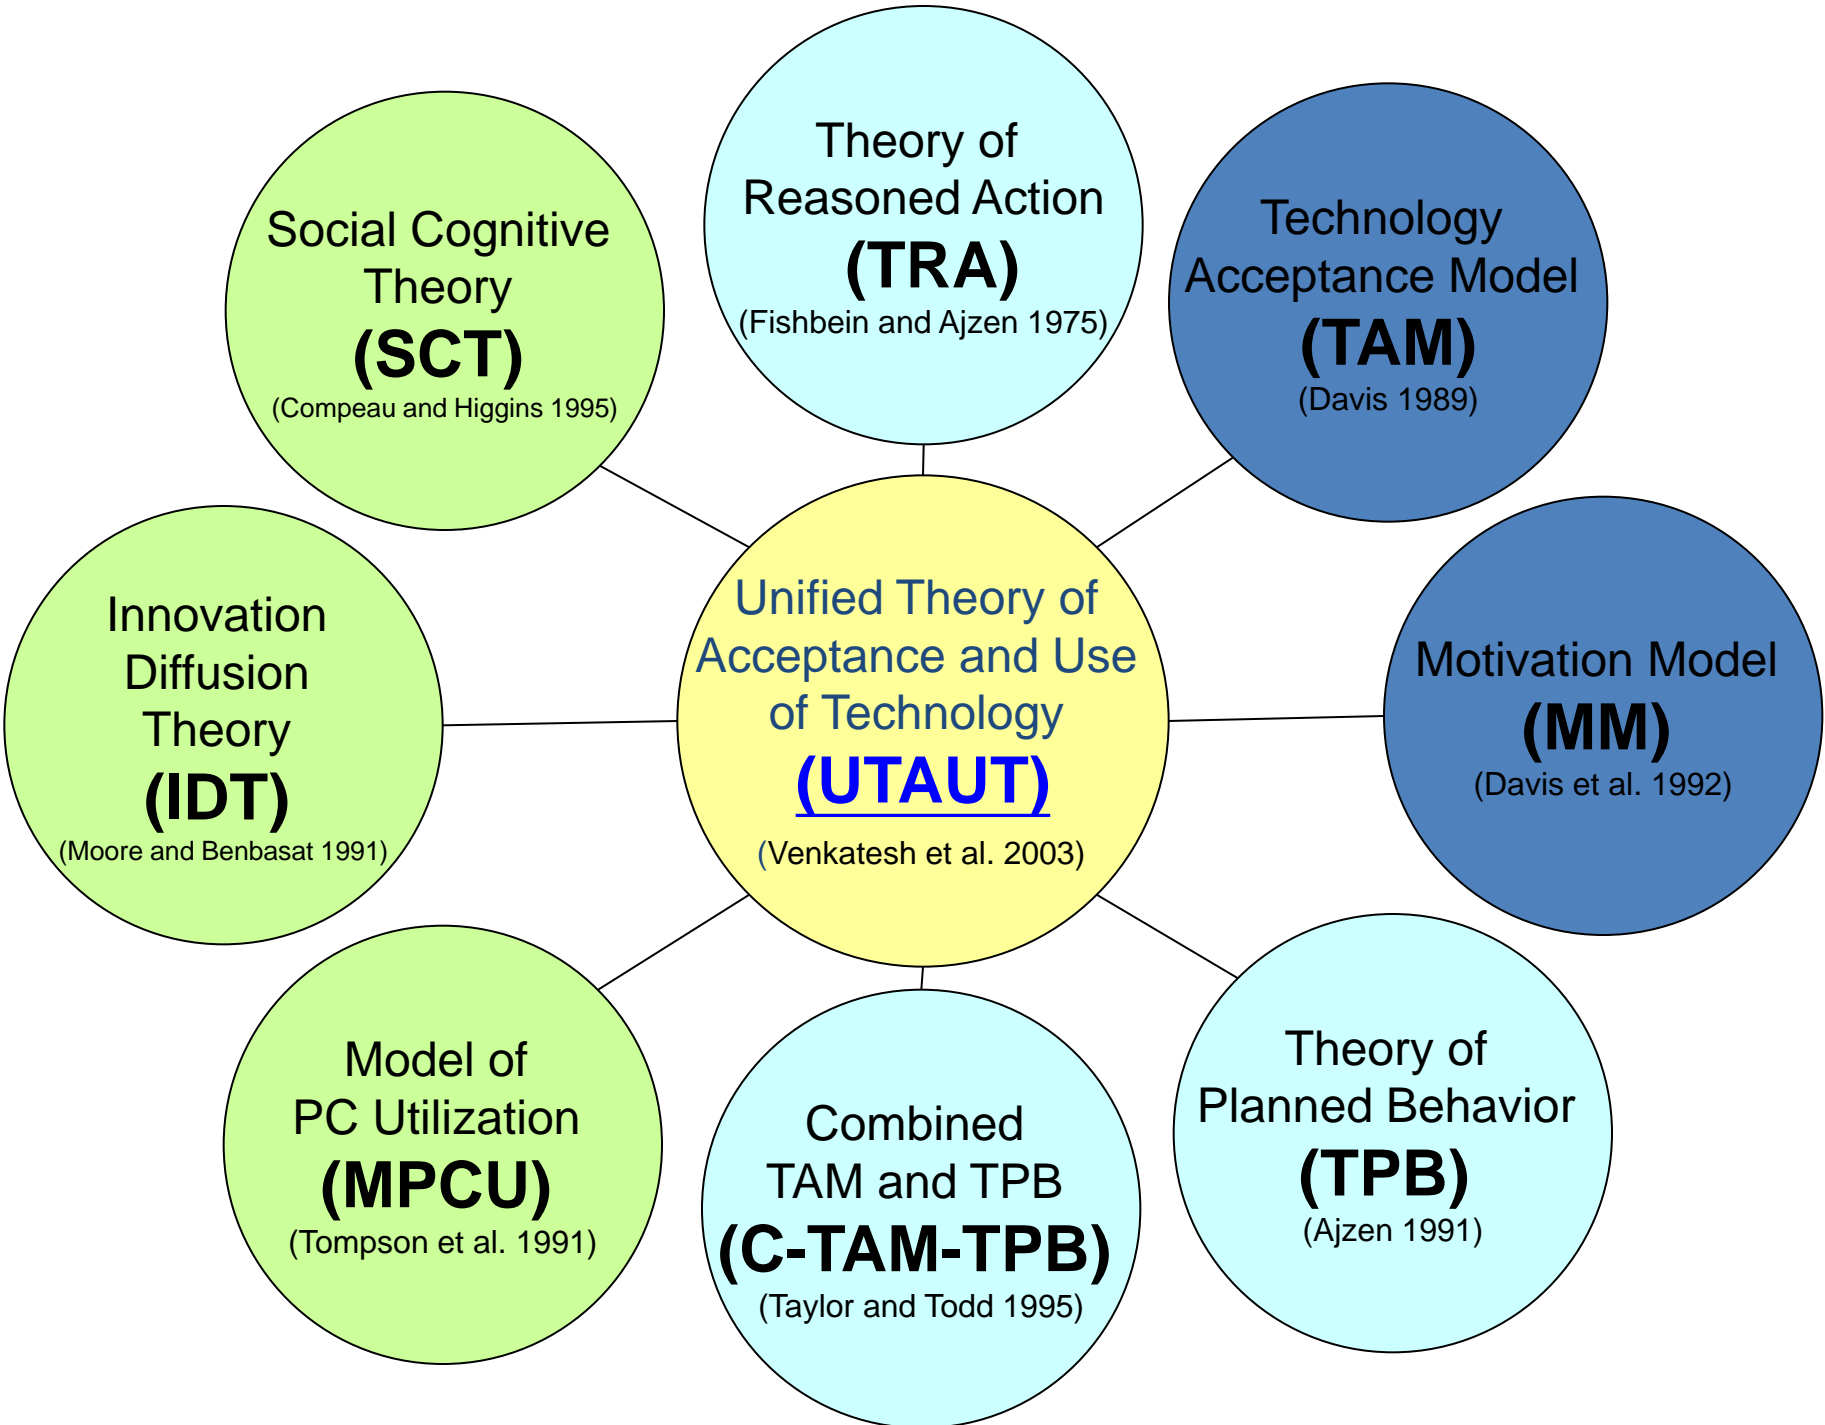 Theory of
Reasoned Action
(TRA)
(Fishbein and Ajzen 1975)
Technology
Acceptance Model
(TAM)
(Davis 1989)
Motivation Model
(MM)
(Davis et al. 1992)
Theory of
Planned Behavior
(TPB)
(Ajzen 1991)
Combined
TAM and TPB
(C-TAM-TPB)
(Taylor and Todd 1995)
Model of
PC Utilization
(MPCU)
(Tompson et al. 1991)
Innovation
Diffusion
Theory
(IDT)
(Moore and Benbasat 1991)
Social Cognitive
Theory
(SCT)
(Compeau and Higgins 1995)
Unified Theory of
Acceptance and Use
of Technology
(UTAUT)
(Venkatesh et al. 2003)